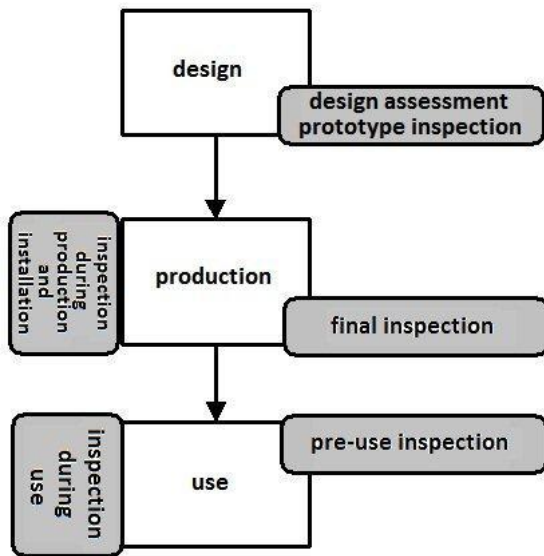 design
design assessment
prototype inspection
inspection
during
production
and
installation
production
final inspection
pre-use inspection
inspection
during
use
use